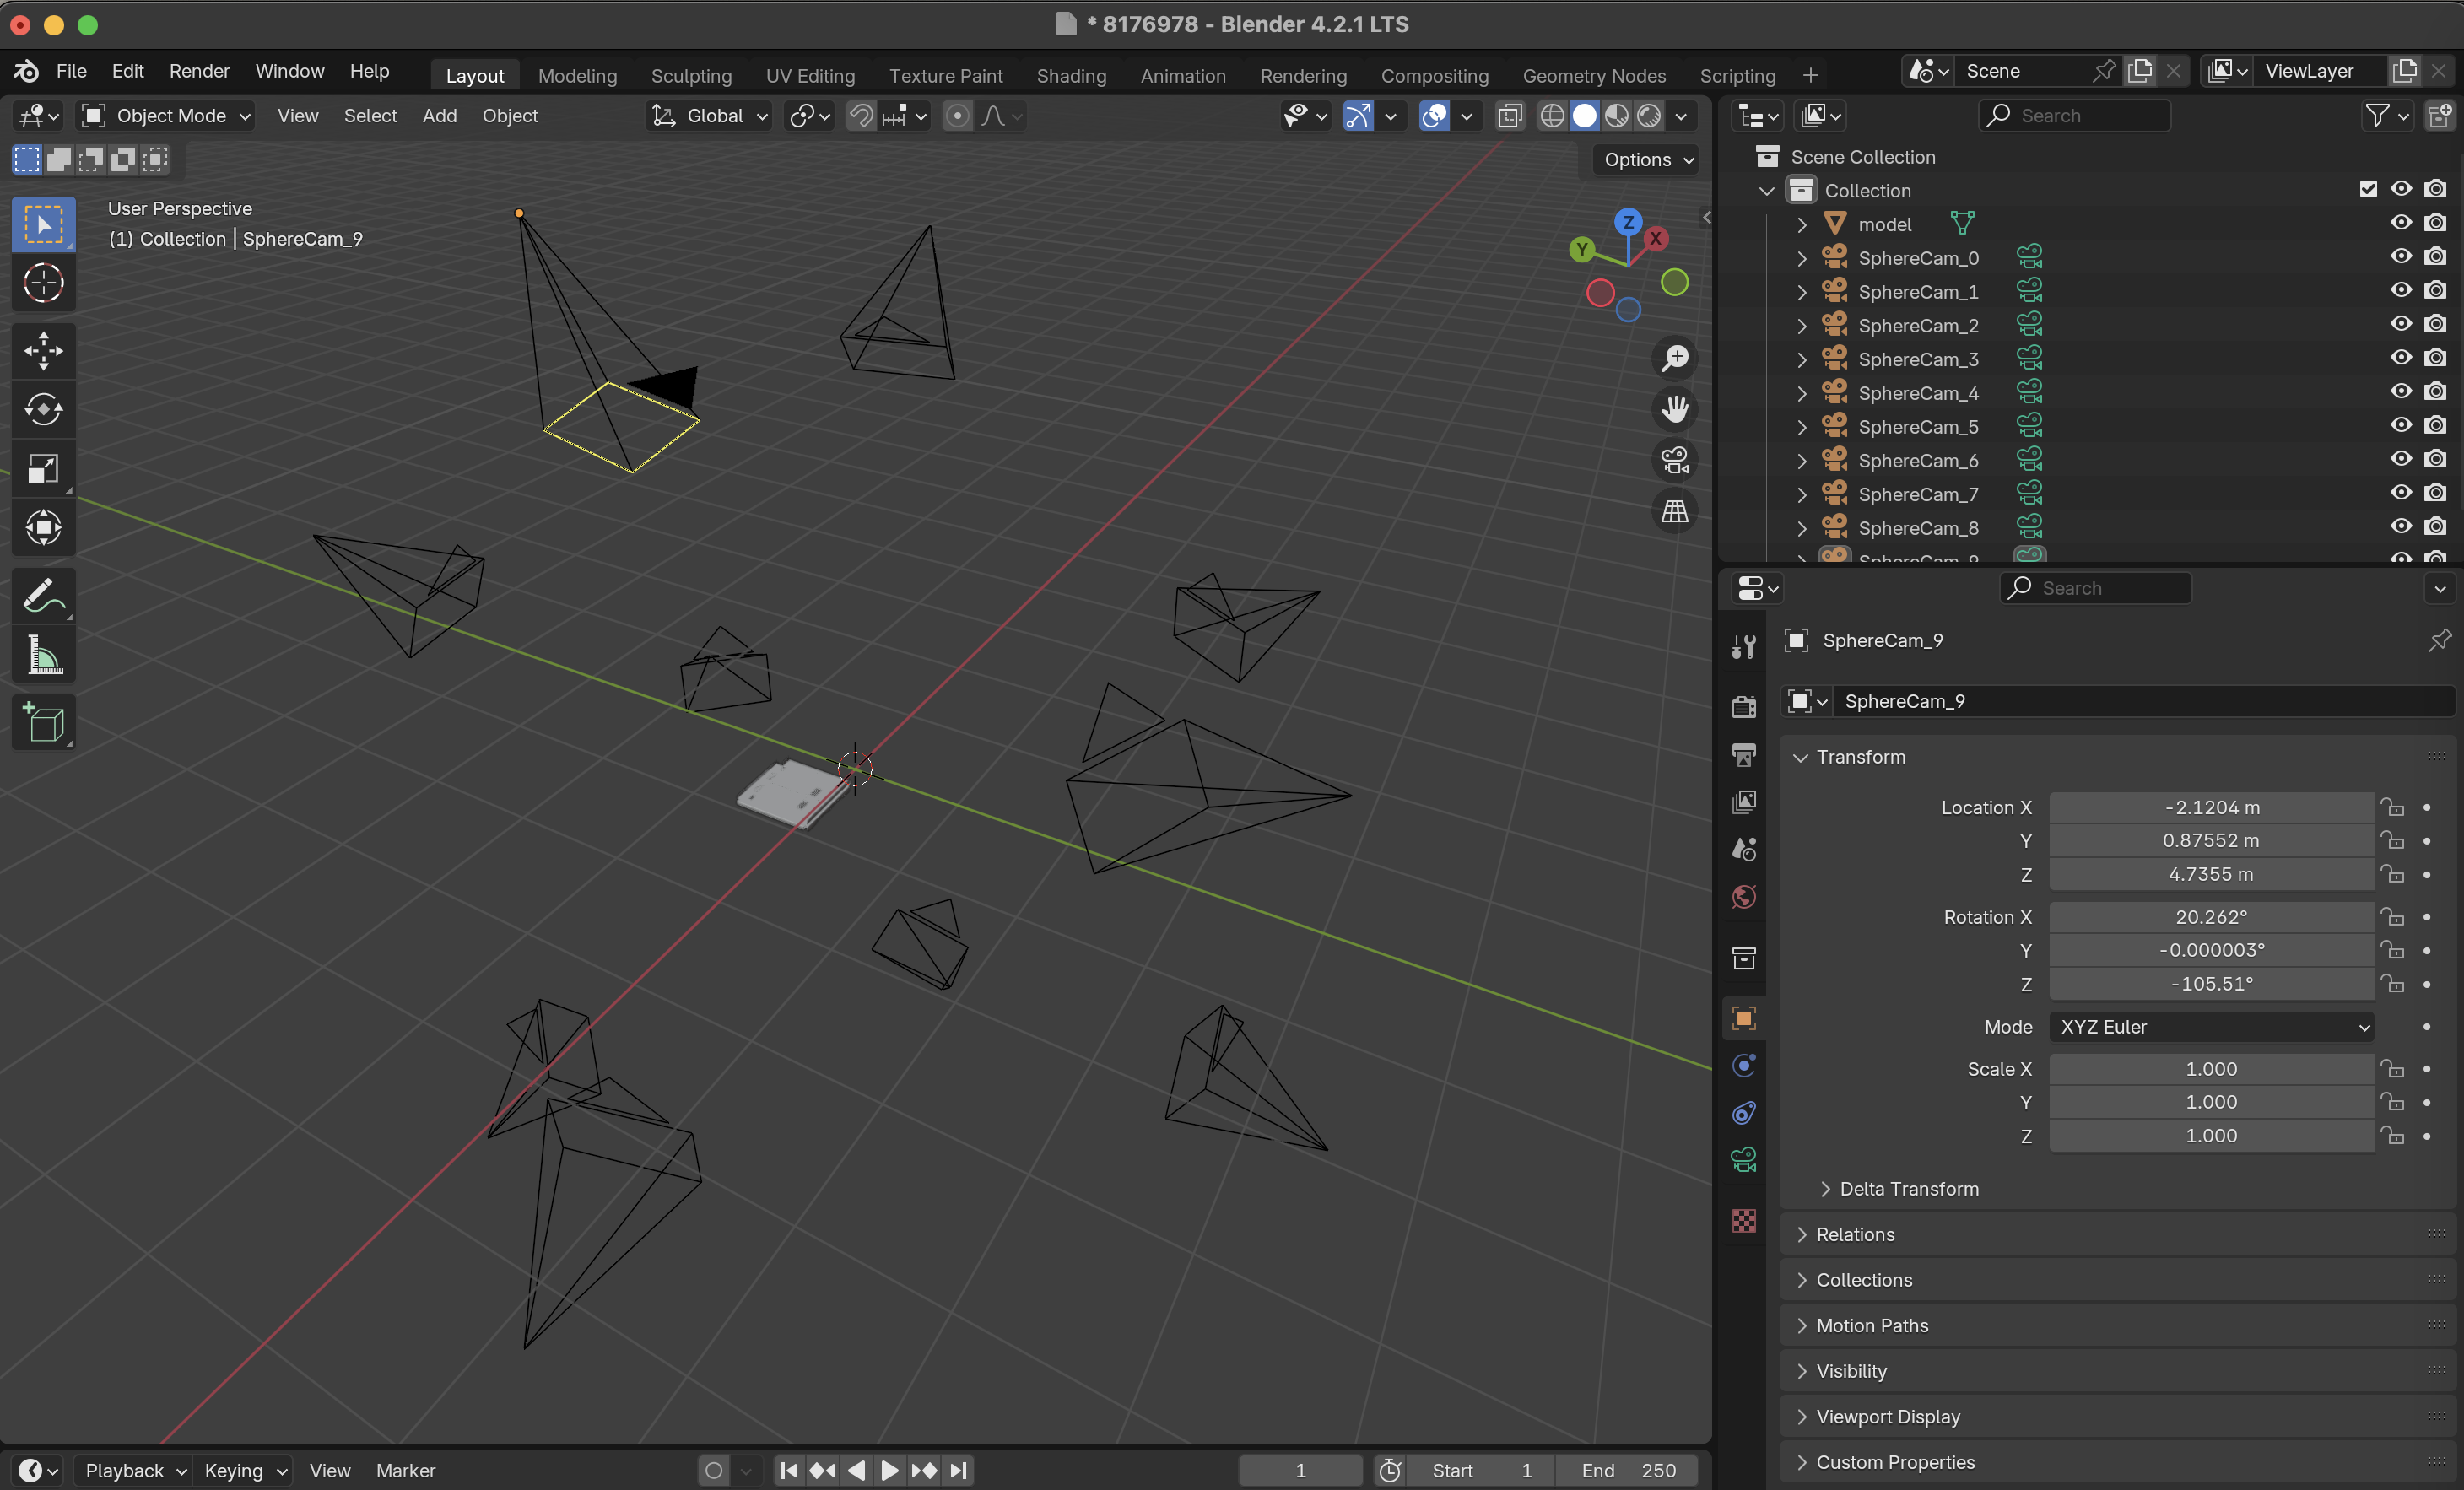 * 8176978 - Blender 4.2.1 LTS
File Edit Render Window Help Layout Modeling Sculpting UV Editing Texture Paint Shading Animation Rendering Compositing Geometry Nodes Scripting + Scene ViewLayer
Object Mode View Select Add Object Global
Options
User Perspective
(1) Collection | SphereCam_9
Z
X
Y
Search
Scene Collection
Collection
model
SphereCam_0
SphereCam_1
SphereCam_2
SphereCam_3
SphereCam_4
SphereCam_5
SphereCam_6
SphereCam_7
SphereCam_8
SphereCam_9
Search
SphereCam_9
SphereCam_9
Transform
Location X -2.1204 m
Y 0.87552 m
Z 4.7355 m
Rotation X 20.262°
Y -0.000003°
Z -105.51°
Mode XYZ Euler
Scale X 1.000
Y 1.000
Z 1.000
Delta Transform
Relations
Collections
Motion Paths
Visibility
Viewport Display
Custom Properties
Playback Keying View Marker 1 Start 1 End 250